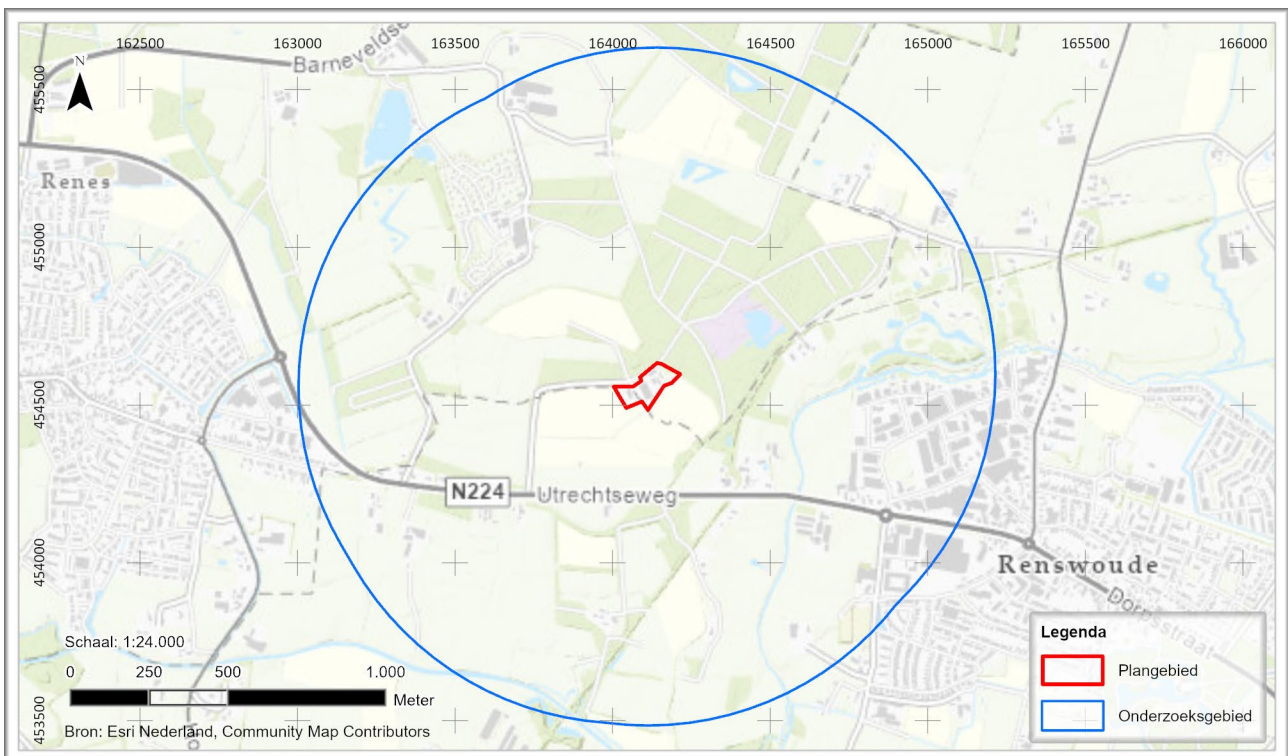 162500 163000 163500 164000 164500 165000 165500 166000
N
455500
455000
454500
454000
453500
Renes
N224
Utrechtseweg
Renswoude
Dorpsstraat
Schaal: 1:24.000
0 250 500 1.000
Meter
Bron: Esri Nederland, Community Map Contributors
Legenda
Plangebied
Onderzoeksgebied